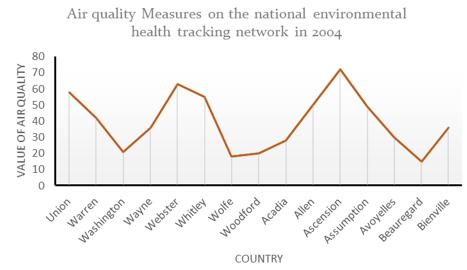 Air quality Measures on the national environmental
health tracking network in 2004
VALUE OF AIR QUALITY
80
70
60
50
40
30
20
10
0
Union
Warren
Washington
Wayne
Webster
Whitley
Wolfe
Woodford
Acadia
Allen
Ascension
Assumption
Avoyelles
Beauregard
Bienville
COUNTRY